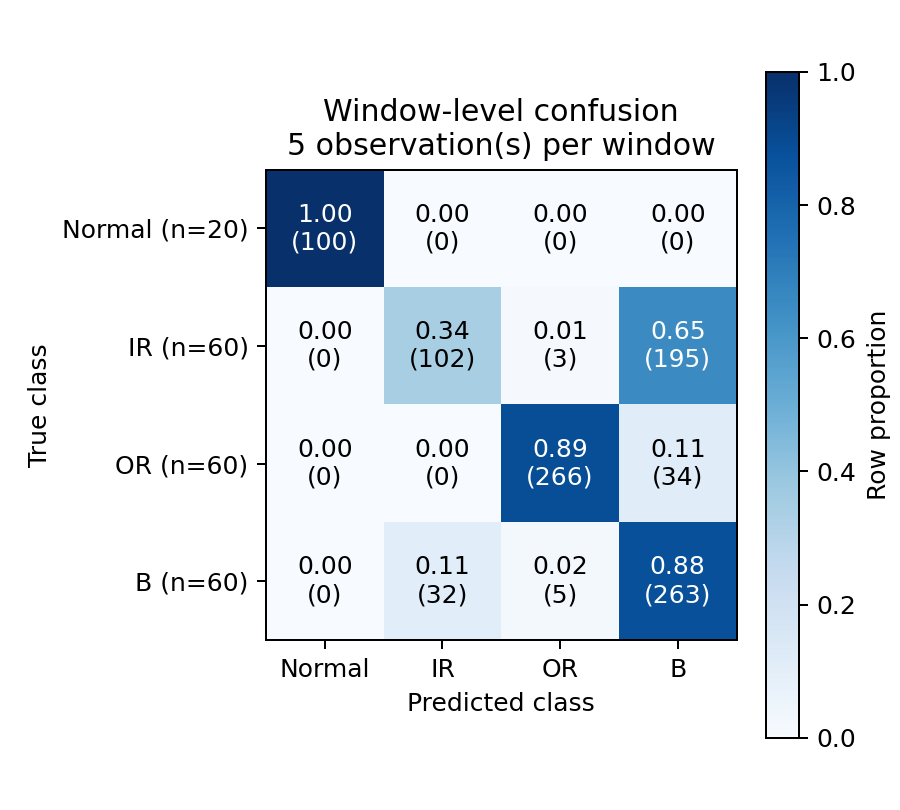 Window-level confusion
5 observation(s) per window
1.0
0.8
0.6
0.4
0.2
0.0
Row proportion
True class
Normal (n=20)
1.00 0.00 0.00 0.00
(100) (0) (0) (0)
IR (n=60)
0.00 0.34 0.01 0.65
(0) (102) (3) (195)
OR (n=60)
0.00 0.00 0.89 0.11
(0) (0) (266) (34)
B (n=60)
0.00 0.11 0.02 0.88
(0) (32) (5) (263)
Normal IR OR B
Predicted class